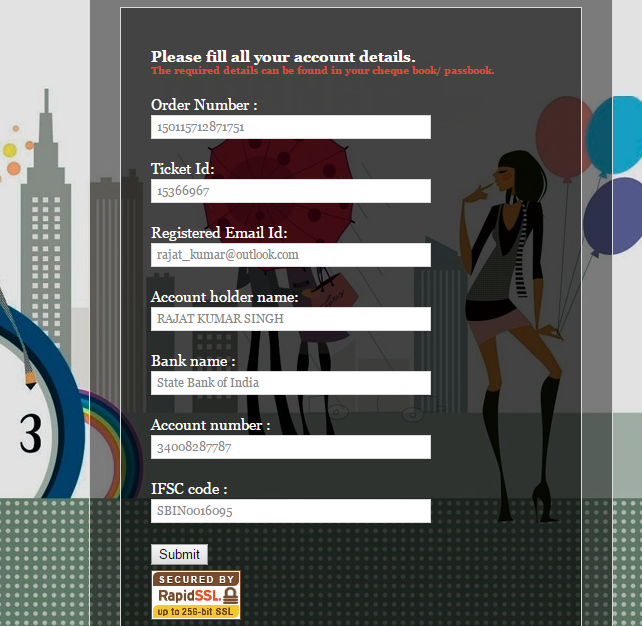 Please fill all your account details.
The required details can be found in your cheque book/ passbook.
Order Number :
150115712871751
Ticket Id:
15366967
Registered Email Id:
rajat_kumar@outlook.com
Account holder name:
RAJAT KUMAR SINGH
Bank name :
State Bank of India
Account number :
34008287787
IFSC code :
SBIN0016095
Submit
SECURED BY
RapidSSL
up to 256-bit SSL
3